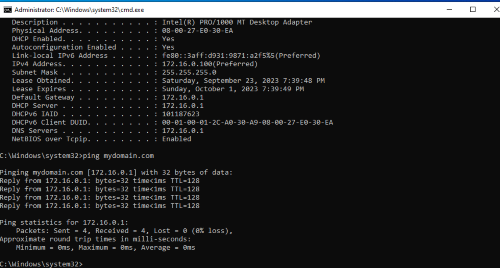 Administrator: C:\Windows\system32\cmd.exe
Description . . . . . . . . . . . : Intel(R) PRO/1000 MT Desktop Adapter
Physical Address. . . . . . . . . : 08-00-27-E0-30-EA
DHCP Enabled. . . . . . . . . . . : Yes
Autoconfiguration Enabled . . . . : Yes
Link-local IPv6 Address . . . . . : fe80::3aff:d931:9871:a2f5%5(Preferred)
IPv4 Address. . . . . . . . . . . : 172.16.0.100(Preferred)
Subnet Mask . . . . . . . . . . . : 255.255.255.0
Lease Obtained. . . . . . . . . . : Saturday, September 23, 2023 7:39:48 PM
Lease Expires . . . . . . . . . . : Sunday, October 1, 2023 7:39:49 PM
Default Gateway . . . . . . . . . : 172.16.0.1
DHCP Server . . . . . . . . . . . : 172.16.0.1
DHCPv6 IAID . . . . . . . . . . . : 101187623
DHCPv6 Client DUID. . . . . . . . : 00-01-00-01-2C-A0-30-A9-08-00-27-E0-30-EA
DNS Servers . . . . . . . . . . . : 172.16.0.1
NetBIOS over Tcpip. . . . . . . . : Enabled
C:\Windows\system32>ping mydomain.com
Pinging mydomain.com [172.16.0.1] with 32 bytes of data:
Reply from 172.16.0.1: bytes=32 time<1ms TTL=128
Reply from 172.16.0.1: bytes=32 time<1ms TTL=128
Reply from 172.16.0.1: bytes=32 time<1ms TTL=128
Reply from 172.16.0.1: bytes=32 time<1ms TTL=128
Ping statistics for 172.16.0.1:
Packets: Sent = 4, Received = 4, Lost = 0 (0% loss),
Approximate round trip times in milli-seconds:
Minimum = 0ms, Maximum = 0ms, Average = 0ms
C:\Windows\system32>